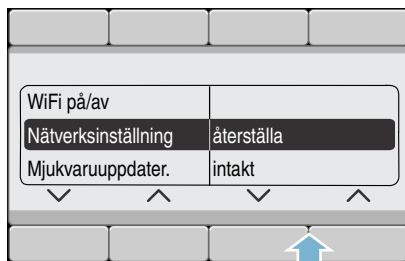 WiFi på/av
Nätverksinställning återställa
Mjukvaruuppdater. intakt